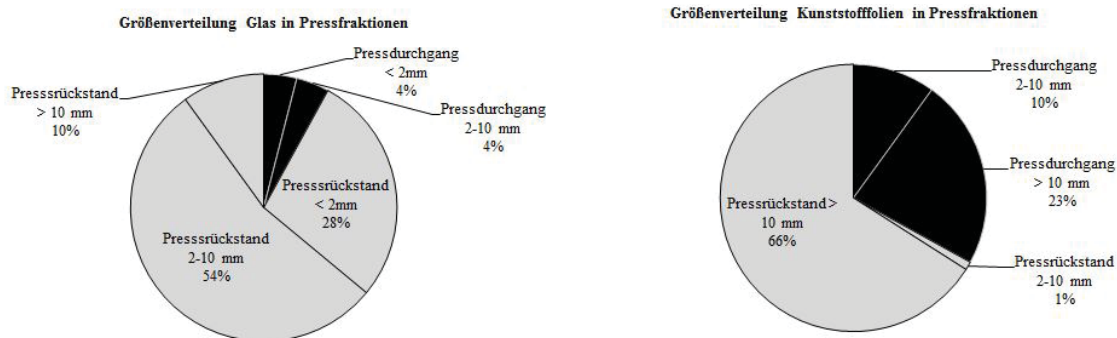 Größenverteilung Glas in Pressfraktionen
Pressdurchgang
< 2mm
4%
Pressdurchgang
2-10 mm
4%
Presssrückstand
< 2mm
28%
Presssrückstand
2-10 mm
54%
Presssrückstand
> 10 mm
10%
Größenverteilung Kunststofffolien in Pressfraktionen
Pressdurchgang
2-10 mm
10%
Pressdurchgang
> 10 mm
23%
Pressrückstand
2-10 mm
1%
Pressrückstand>
10 mm
66%